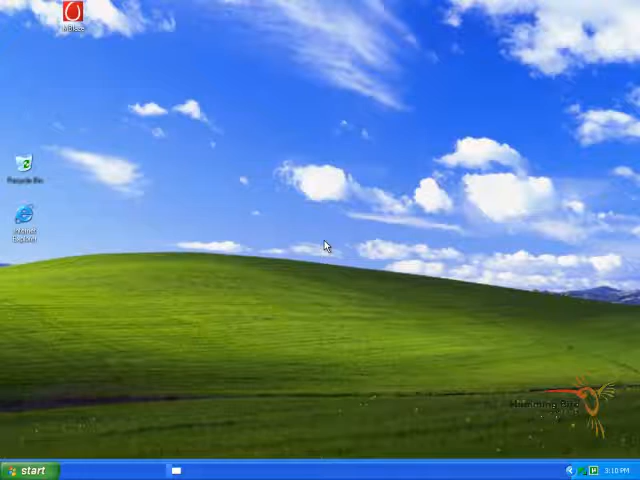 Recycle Bin
Internet
Explorer
Humming Bird
start
3:10 PM